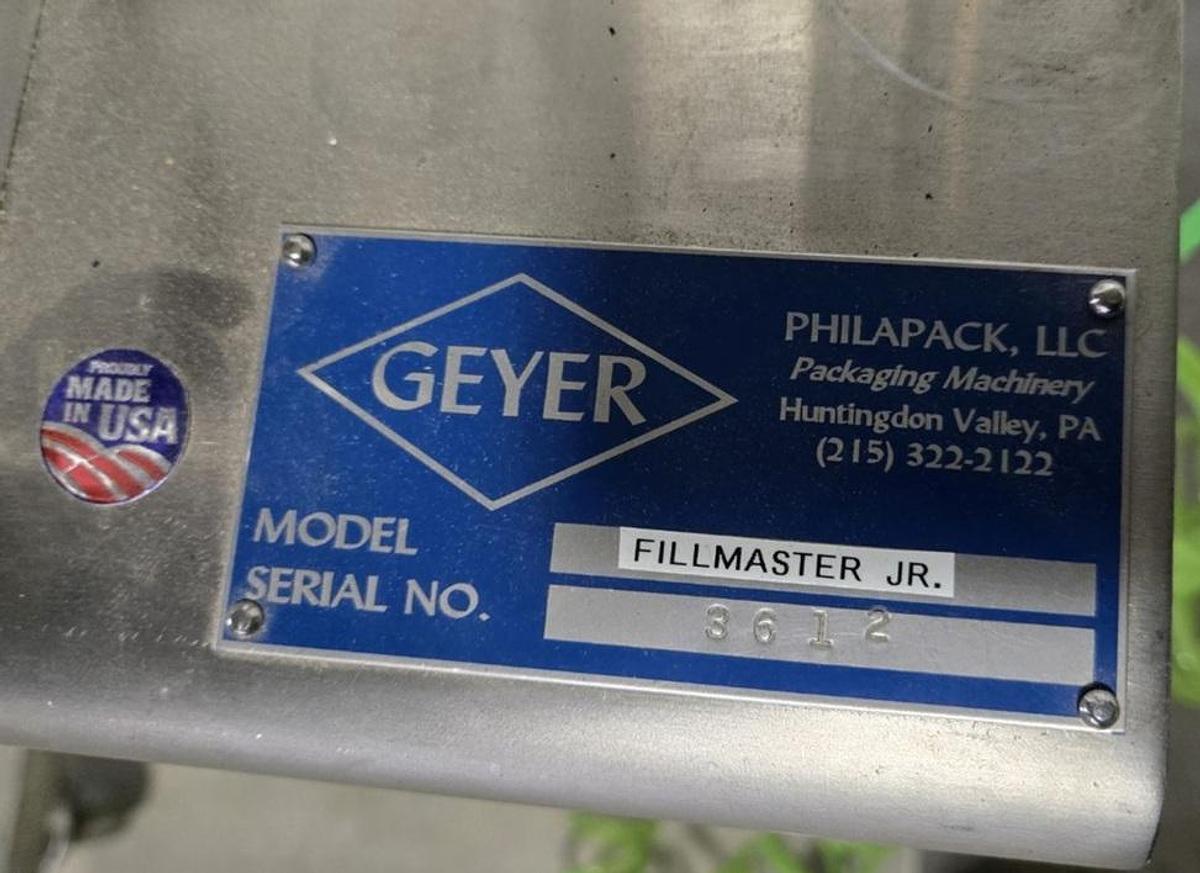 PROUDLY
MADE
IN USA
GEYER
PHILAPACK, LLC
Packaging Machinery
Huntingdon Valley, PA
(215) 322-2122
MODEL FILLMASTER JR.
SERIAL NO. 3612